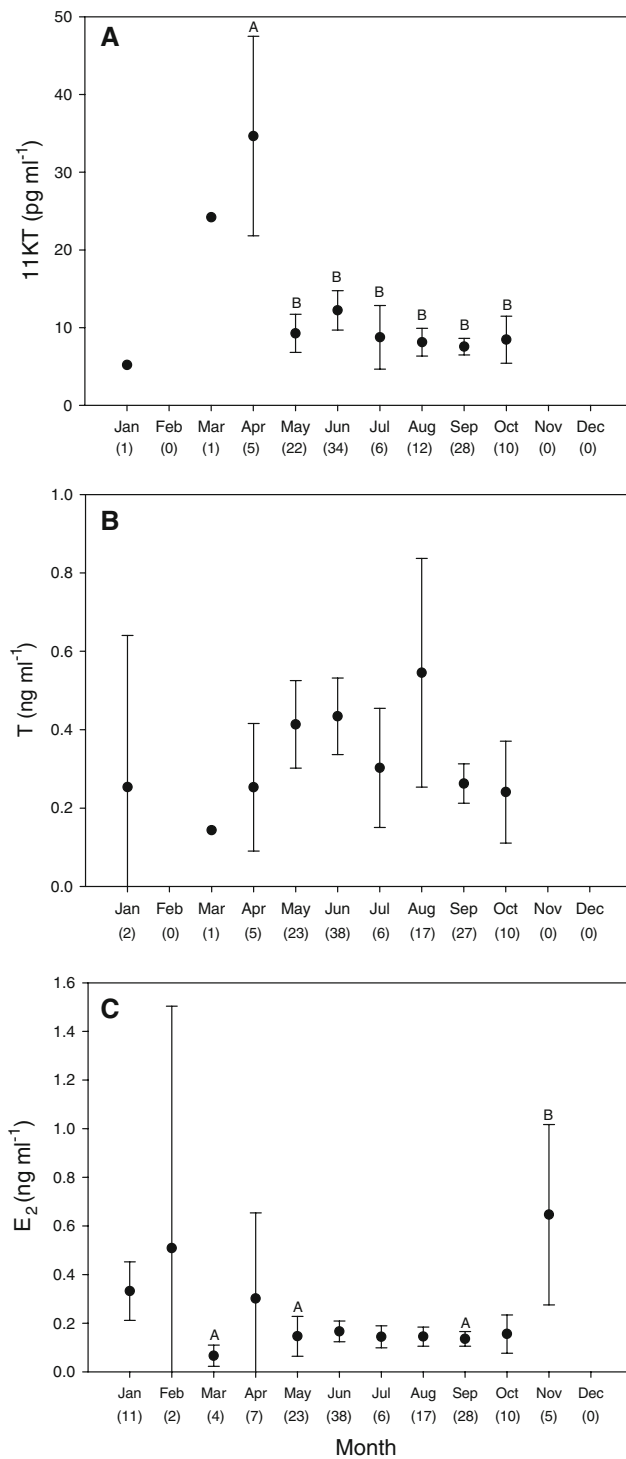 A
50
40
30
20
10
0
11KT (pg ml⁻¹)
A
B
B
B
B
B
B
Jan Feb Mar Apr May Jun Jul Aug Sep Oct Nov Dec
(1) (0) (1) (5) (22) (34) (6) (12) (28) (10) (0) (0)
B
1.0
0.8
0.6
0.4
0.2
0.0
T (ng ml⁻¹)
Jan Feb Mar Apr May Jun Jul Aug Sep Oct Nov Dec
(2) (0) (1) (5) (23) (38) (6) (17) (27) (10) (0) (0)
C
1.6
1.4
1.2
1.0
0.8
0.6
0.4
0.2
0.0
E₂ (ng ml⁻¹)
A
A
A
B
Jan Feb Mar Apr May Jun Jul Aug Sep Oct Nov Dec
(11) (2) (4) (7) (23) (38) (6) (17) (28) (10) (5) (0)
Month